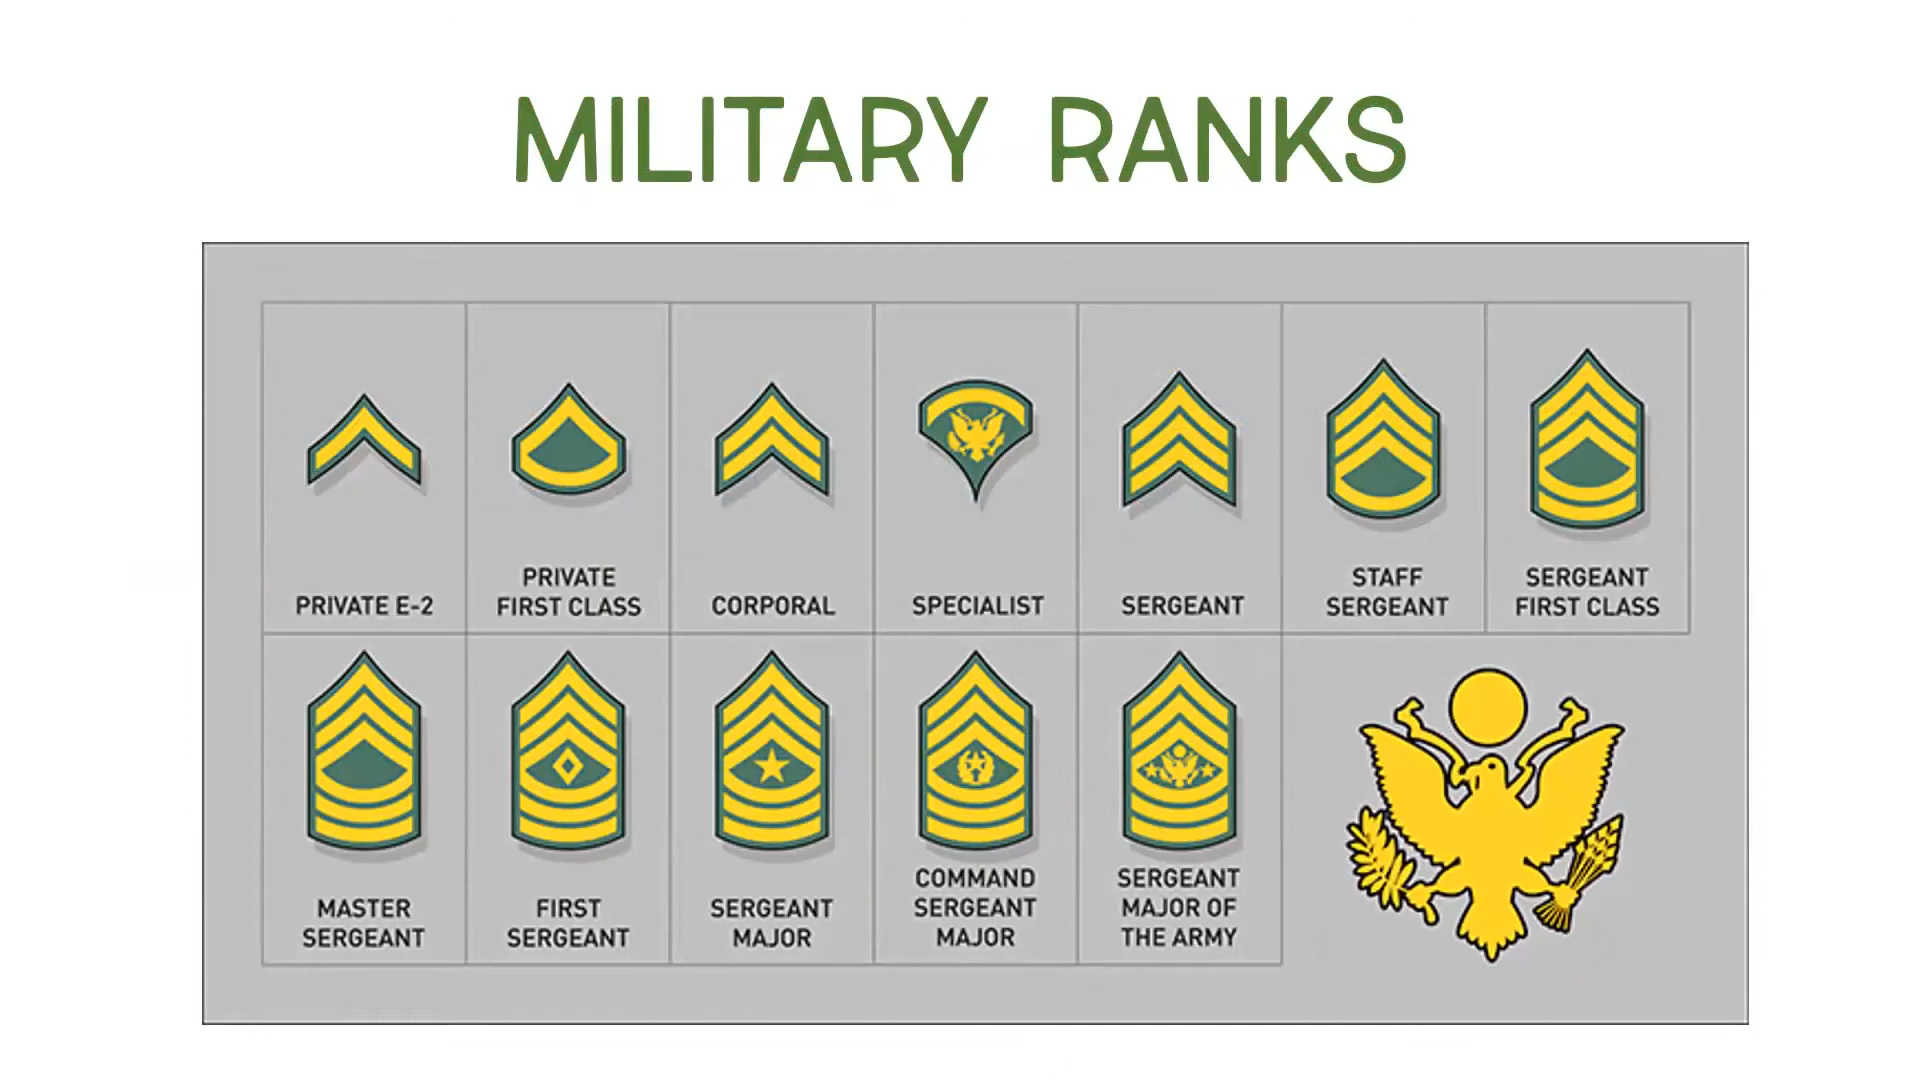 MILITARY RANKS
PRIVATE E-2
PRIVATE
FIRST CLASS
CORPORAL
SPECIALIST
SERGEANT
STAFF
SERGEANT
SERGEANT
FIRST CLASS
MASTER
SERGEANT
FIRST
SERGEANT
SERGEANT
MAJOR
COMMAND
SERGEANT
MAJOR
SERGEANT
MAJOR OF
THE ARMY